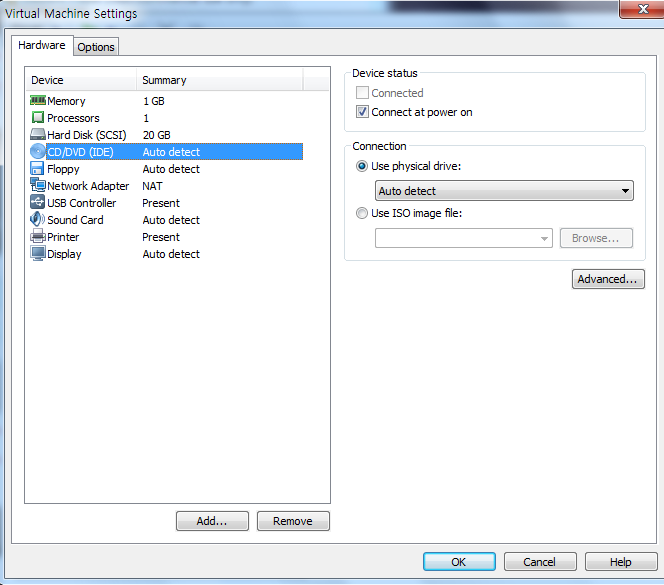 Virtual Machine Settings
Hardware
Options
Device Summary
Memory 1 GB
Processors 1
Hard Disk (SCSI) 20 GB
CD/DVD (IDE) Auto detect
Floppy Auto detect
Network Adapter NAT
USB Controller Present
Sound Card Auto detect
Printer Present
Display Auto detect
Add...
Remove
Device status
Connected
Connect at power on
Connection
Use physical drive:
Auto detect
Use ISO image file:
Browse...
Advanced...
OK
Cancel
Help